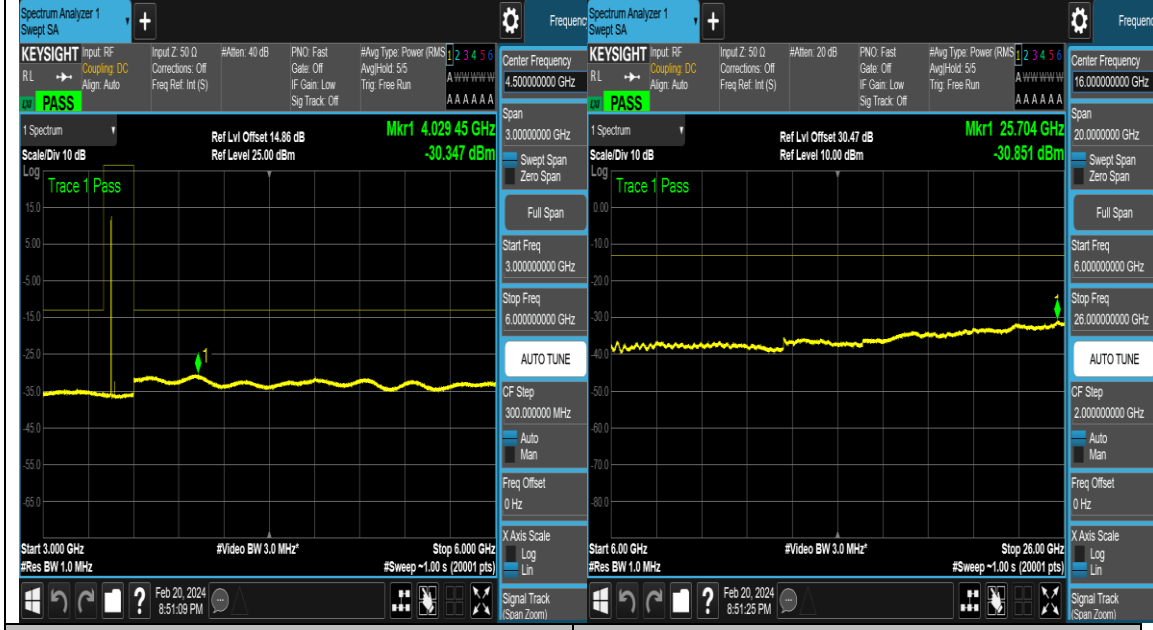 Spectrum Analyzer 1
Swept SA
+
Frequenc
KEYSIGHT Input: RF Input Z: 50 Ω #Atten: 40 dB PNO: Fast #Avg Type: Power (RMS 1 2 3 4 5 6
RL Coupling: DC Corrections: Off Gate: Off Avg|Hold: 5/5 A W W W W W
Align: Auto Freq Ref: Int (S) IF Gain: Low Trig: Free Run
LXI PASS Sig Track: Off A A A A A A
1 Spectrum
Scale/Div 10 dB
Ref Lvl Offset 14.86 dB
Ref Level 25.00 dBm
Mkr1 4.029 45 GHz
-30.347 dBm
Log
Trace 1 Pass
15.0
5.00
-5.00
-15.0
-25.0
-35.0
-45.0
-55.0
-65.0
1
Start 3.000 GHz #Video BW 3.0 MHz* Stop 6.000 GHz
#Res BW 1.0 MHz #Sweep ~1.00 s (20001 pts)
Feb 20, 2024
8:51:09 PM
Center Frequency
4.500000000 GHz
Span
3.00000000 GHz
Swept Span
Zero Span
Full Span
Start Freq
3.000000000 GHz
Stop Freq
6.000000000 GHz
AUTO TUNE
CF Step
300.000000 MHz
Auto
Man
Freq Offset
0 Hz
X Axis Scale
Log
Lin
Signal Track
(Span Zoom)
Spectrum Analyzer 1
Swept SA
+
Frequenc
KEYSIGHT Input: RF Input Z: 50 Ω #Atten: 20 dB PNO: Fast #Avg Type: Power (RMS 1 2 3 4 5 6
RL Coupling: DC Corrections: Off Gate: Off Avg|Hold: 5/5 A W W W W W
Align: Auto Freq Ref: Int (S) IF Gain: Low Trig: Free Run
LXI PASS Sig Track: Off A A A A A A
1 Spectrum
Scale/Div 10 dB
Ref Lvl Offset 30.47 dB
Ref Level 10.00 dBm
Mkr1 25.704 GHz
-30.851 dBm
Log
Trace 1 Pass
0.00
-10.0
-20.0
-30.0
-40.0
-50.0
-60.0
-70.0
-80.0
1
Start 6.00 GHz #Video BW 3.0 MHz* Stop 26.00 GHz
#Res BW 1.0 MHz #Sweep ~1.00 s (20001 pts)
Feb 20, 2024
8:51:25 PM
Center Frequency
16.000000000 GHz
Span
20.0000000 GHz
Swept Span
Zero Span
Full Span
Start Freq
6.000000000 GHz
Stop Freq
26.000000000 GHz
AUTO TUNE
CF Step
2.000000000 GHz
Auto
Man
Freq Offset
0 Hz
X Axis Scale
Log
Lin
Signal Track
(Span Zoom)